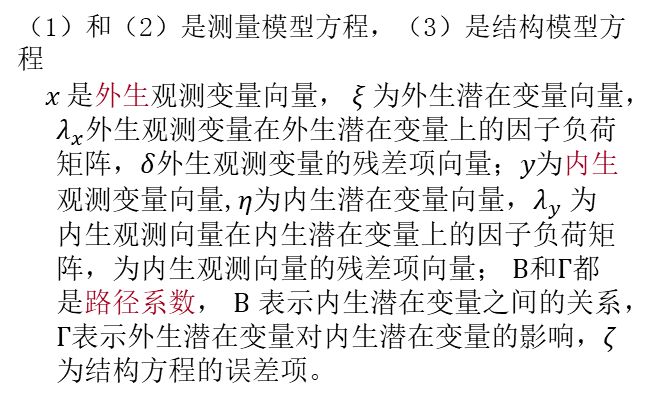 （1）和（2）是测量模型方程，（3）是结构模型方
程
x 是外生观测变量向量， ξ 为外生潜在变量向量，
λx外生观测变量在外生潜在变量上的因子负荷
矩阵，δ外生观测变量的残差项向量；y为内生
观测变量向量,η为内生潜在变量向量，λy 为
内生观测向量在内生潜在变量上的因子负荷矩
阵，为内生观测向量的残差项向量； B和Γ都
是路径系数， B 表示内生潜在变量之间的关系，
Γ表示外生潜在变量对内生潜在变量的影响，ζ
为结构方程的误差项。